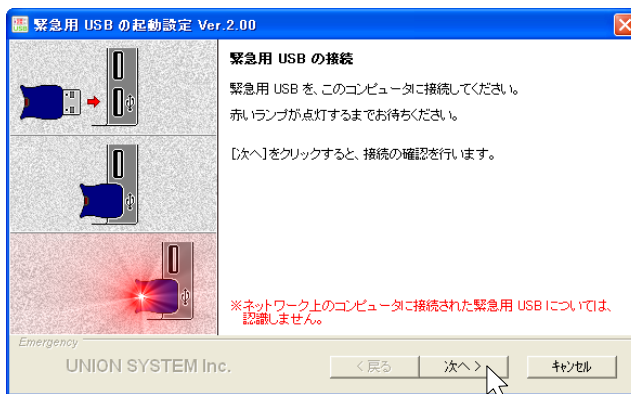 緊急用 USB の起動設定 Ver.2.00
緊急用 USB の接続
緊急用 USB を、このコンピュータに接続してください。
赤いランプが点灯するまでお待ちください。
[次へ]をクリックすると、接続の確認を行います。
※ネットワーク上のコンピュータに接続された緊急用 USB については、
認識しません。
Emergency
UNION SYSTEM Inc.
< 戻る
次へ >
キャンセル